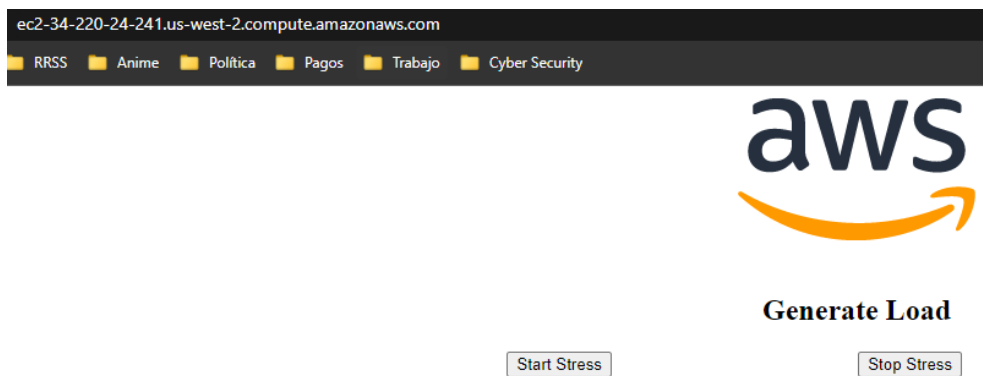 ec2-34-220-24-241.us-west-2.compute.amazonaws.com
RRSS Anime Política Pagos Trabajo Cyber Security
aws
Generate Load
Start Stress Stop Stress